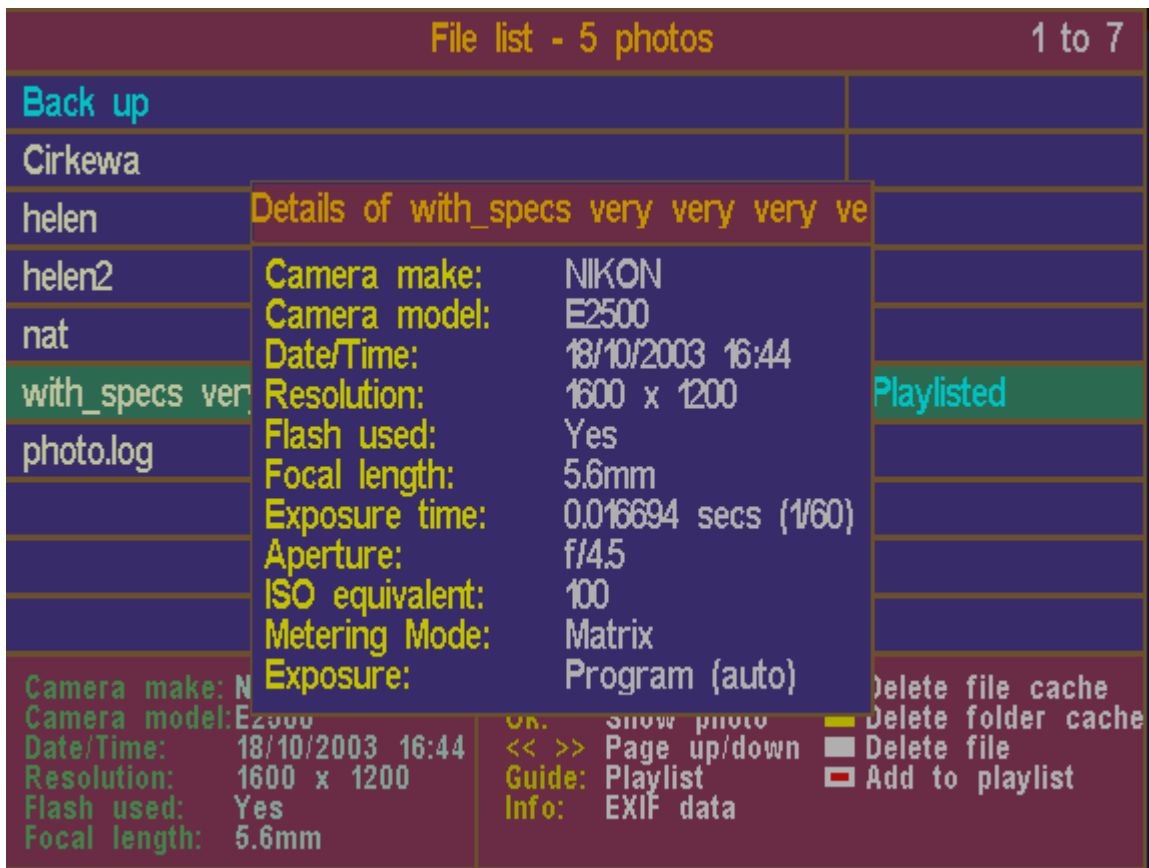 File list - 5 photos 1 to 7
Back up
Cirkewa
helen
helen2
nat
with_specs very Playlisted
photo.log
Details of with_specs very very very ve
Camera make: NIKON
Camera model: E2500
Date/Time: 18/10/2003 16:44
Resolution: 1600 x 1200
Flash used: Yes
Focal length: 5.6mm
Exposure time: 0.016694 secs (1/60)
Aperture: f/4.5
ISO equivalent: 100
Metering Mode: Matrix
Exposure: Program (auto)
Camera make: N
Camera model: E2500
Date/Time: 18/10/2003 16:44
Resolution: 1600 x 1200
Flash used: Yes
Focal length: 5.6mm
OK: Show photo
<< >> Page up/down
Guide: Playlist
Info: EXIF data
Delete file cache
Delete folder cache
Delete file
Add to playlist